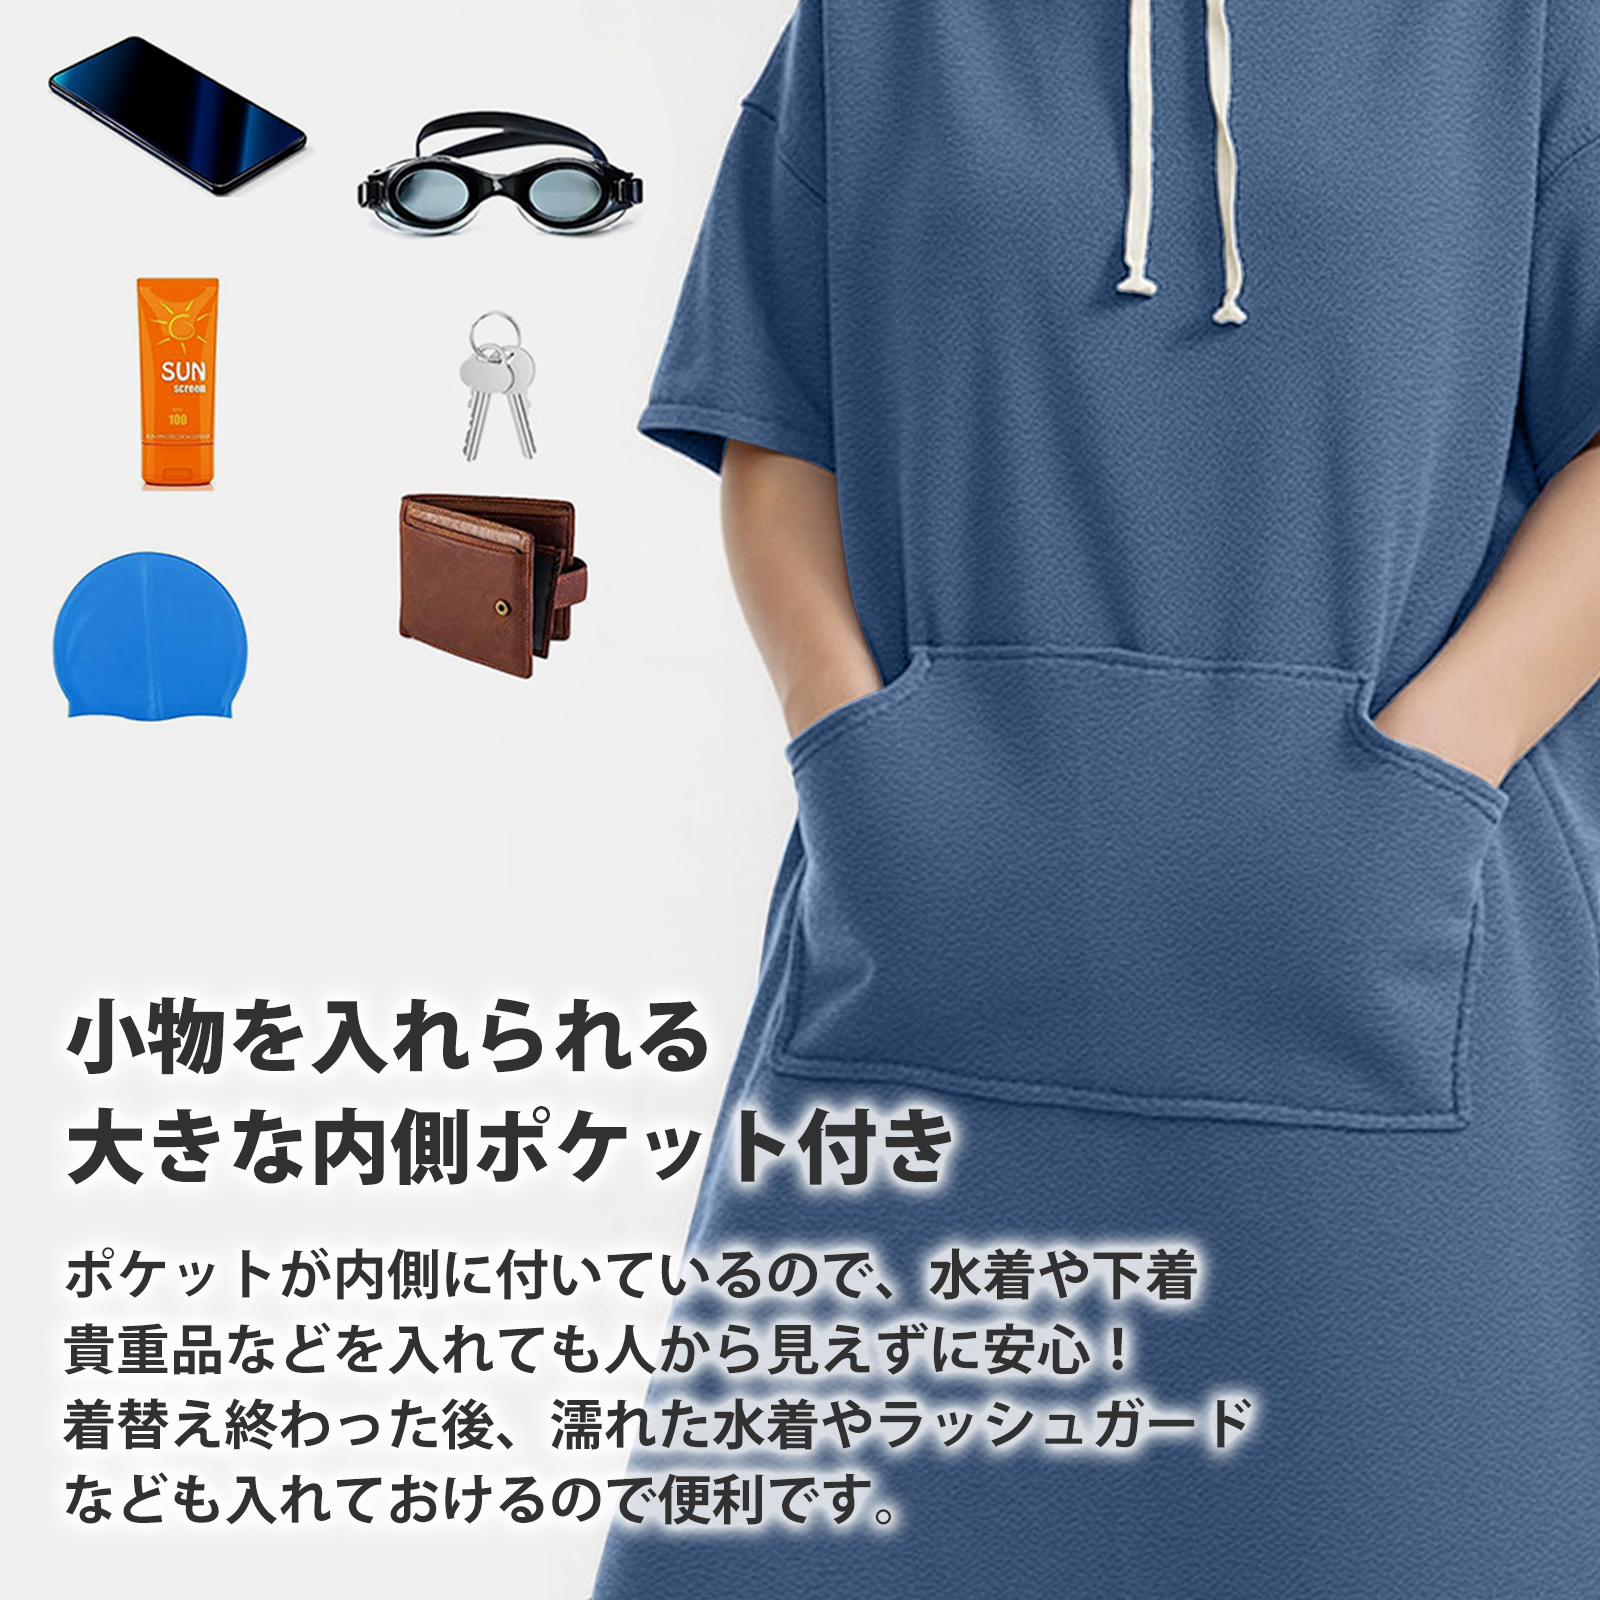 SUN
screen
100
小物を入れられる
大きな内側ポケット付き
ポケットが内側に付いているので、水着や下着
貴重品などを入れても人から見えずに安心！
着替え終わった後、濡れた水着やラッシュガード
なども入れておけるので便利です。